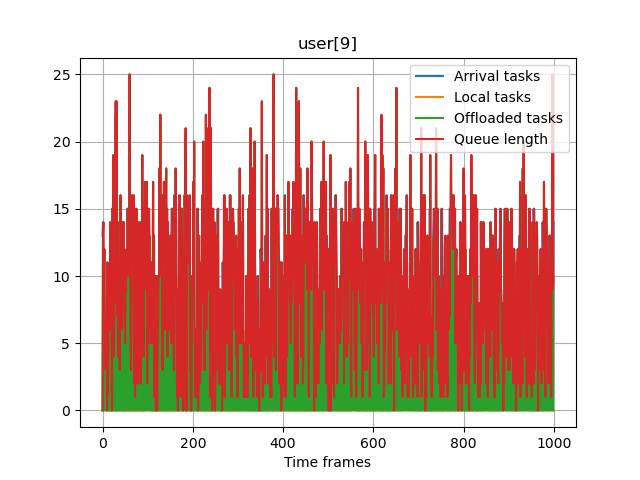 user[9]
Arrival tasks
Local tasks
Offloaded tasks
Queue length
25
20
15
10
5
0
0 200 400 600 800 1000
Time frames